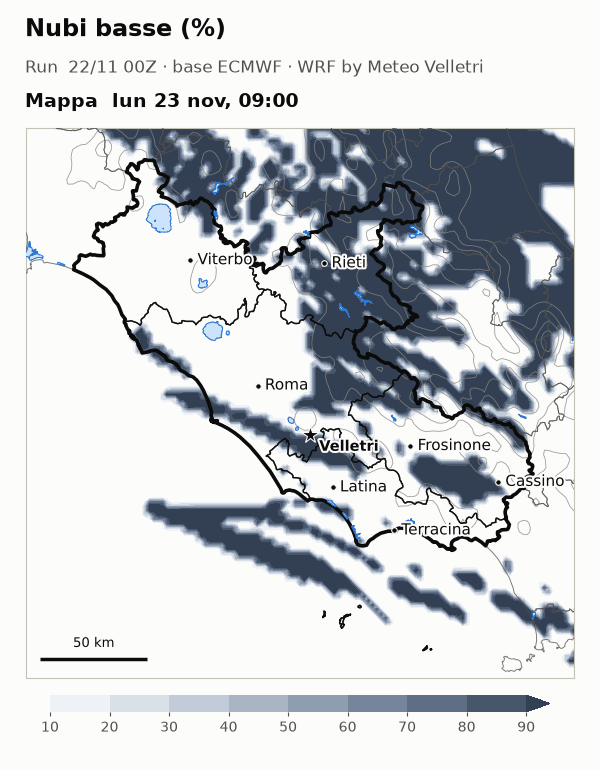 Nubi basse (%)
Run  22/11 00Z · base ECMWF · WRF by Meteo Velletri
Mappa  lun 23 nov, 09:00
Viterbo
Rieti
Roma
Velletri
Frosinone
Cassino
Latina
Terracina
50 km
10 20 30 40 50 60 70 80 90